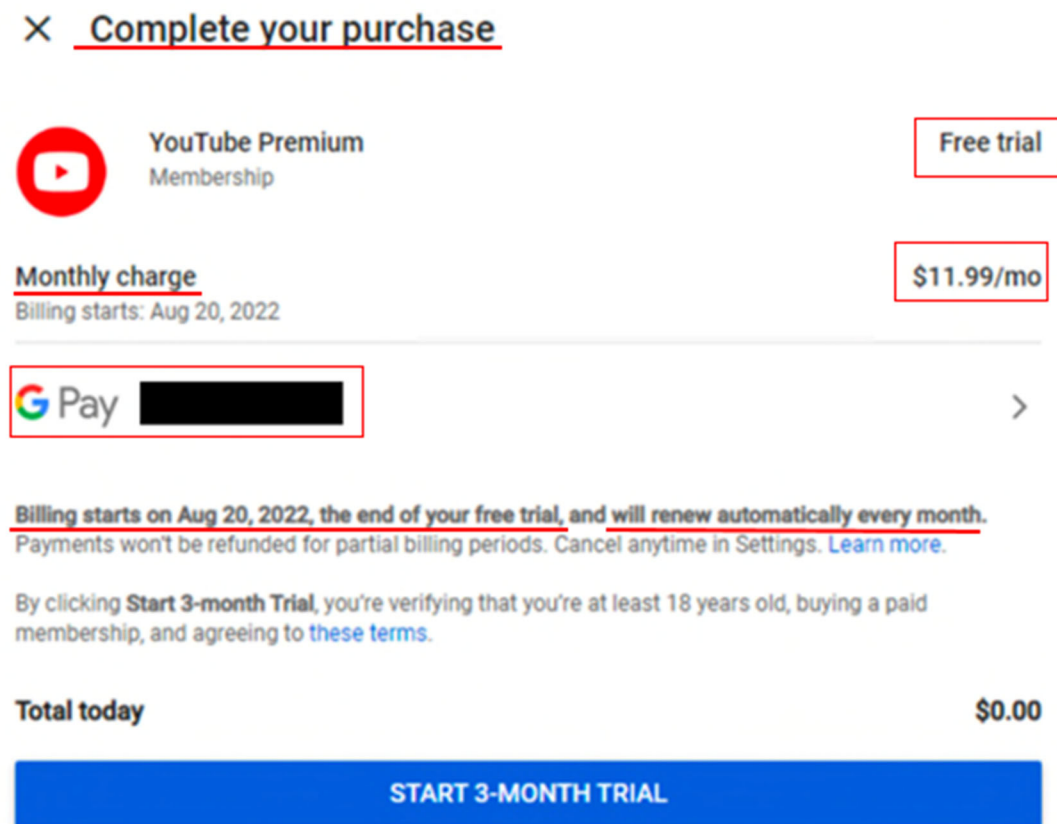 Complete your purchase
YouTube Premium
Free trial
Membership
Monthly charge
$11.99/mo
Billing starts: Aug 20, 2022
G Pay
Billing starts on Aug 20, 2022, the end of your free trial, and will renew automatically every month.
Payments won't be refunded for partial billing periods. Cancel anytime in Settings. Learn more.
By clicking Start 3-month Trial, you're verifying that you're at least 18 years old, buying a paid
membership, and agreeing to these terms.
Total today
$0.00
START 3-MONTH TRIAL